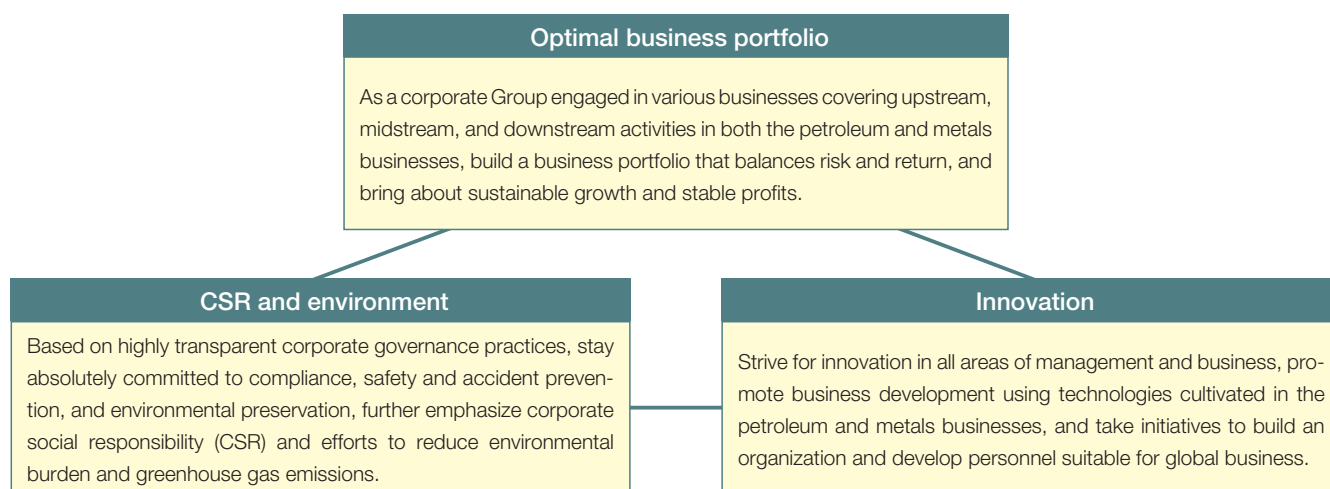 Optimal business portfolio
As a corporate Group engaged in various businesses covering upstream,
midstream, and downstream activities in both the petroleum and metals
businesses, build a business portfolio that balances risk and return, and
bring about sustainable growth and stable profits.
CSR and environment
Based on highly transparent corporate governance practices, stay
absolutely committed to compliance, safety and accident preven-
tion, and environmental preservation, further emphasize corporate
social responsibility (CSR) and efforts to reduce environmental
burden and greenhouse gas emissions.
Innovation
Strive for innovation in all areas of management and business, pro-
mote business development using technologies cultivated in the
petroleum and metals businesses, and take initiatives to build an
organization and develop personnel suitable for global business.